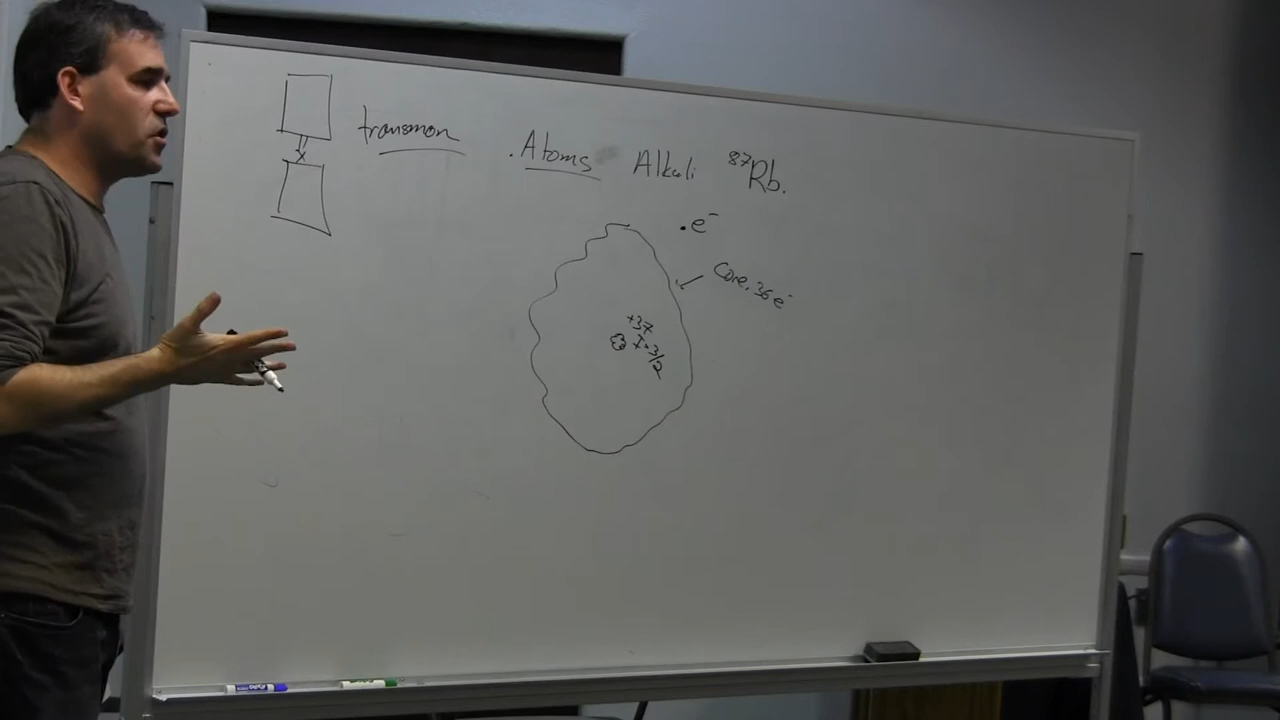 transmon
.Atoms Alkali ⁸⁷Rb.
.e⁻
Core, 36 e⁻
+37
I=3/2
x